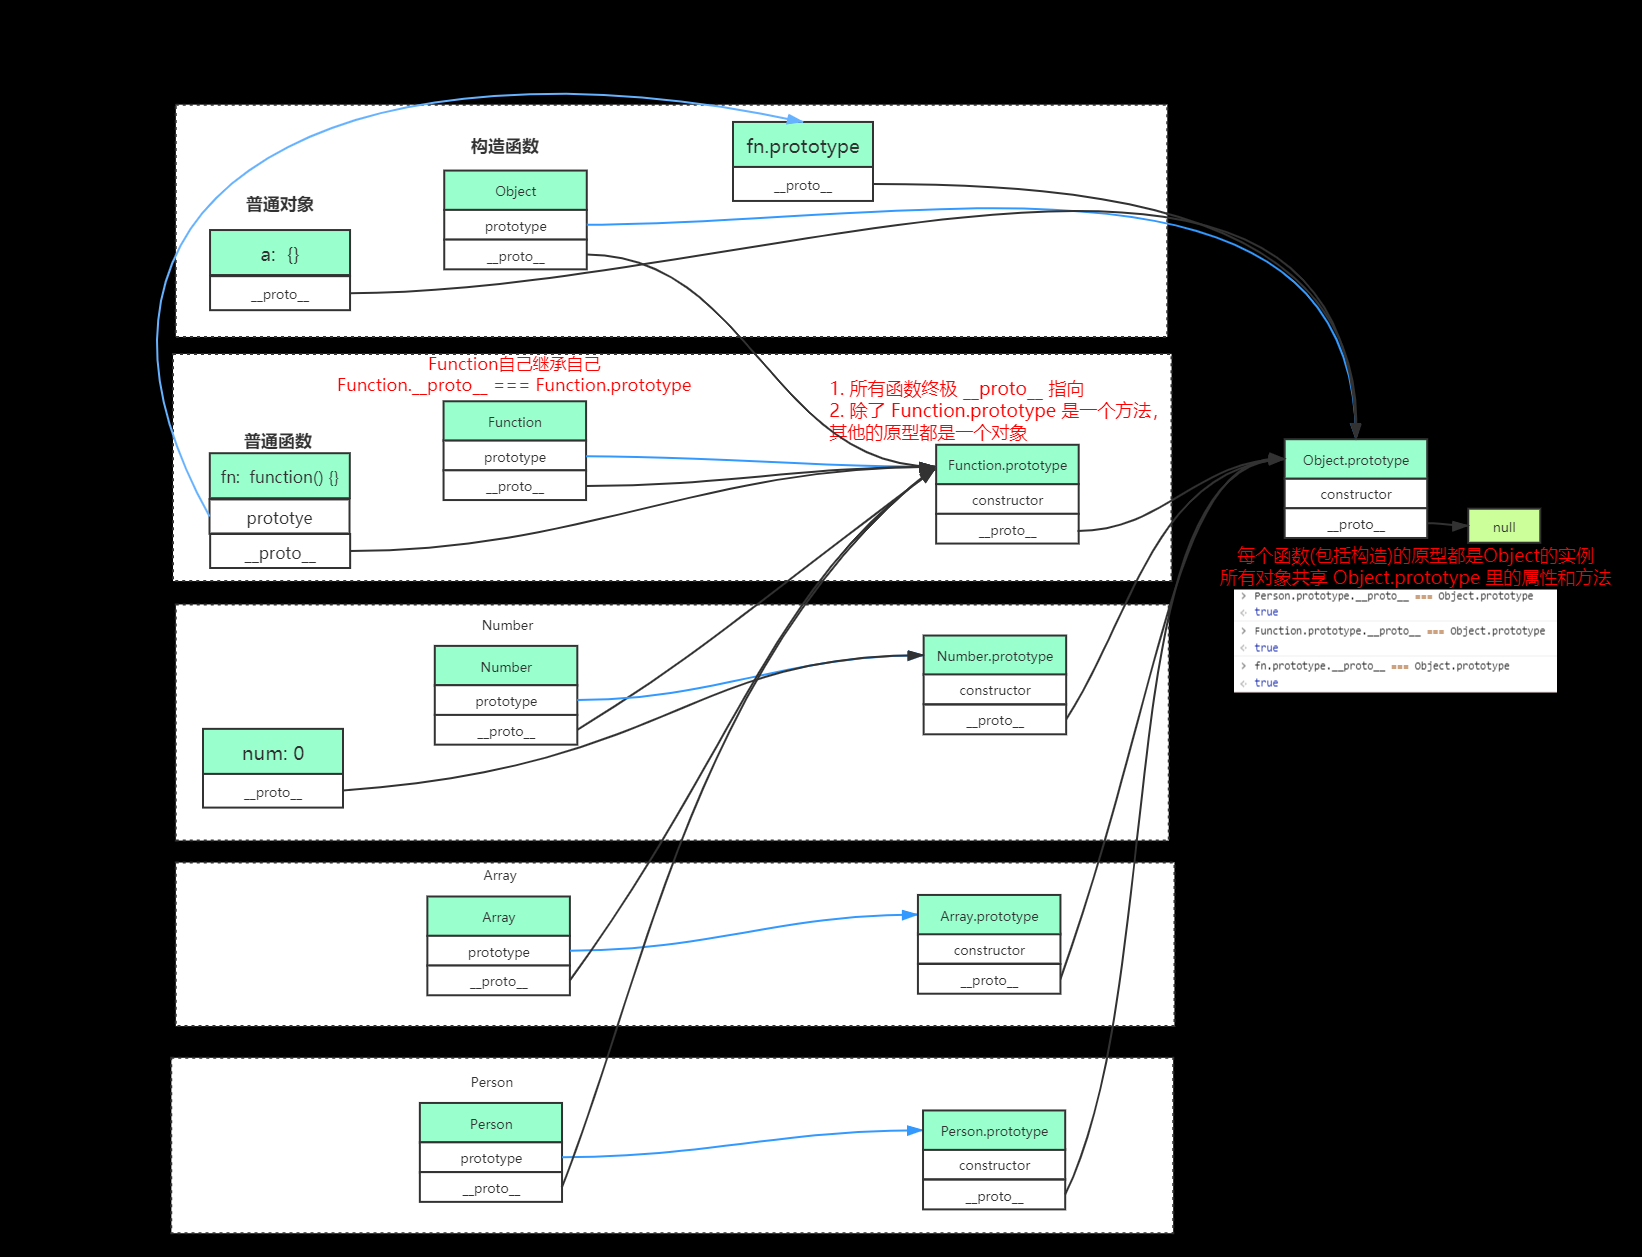 构造函数
fn.prototype
__proto__
Object
prototype
__proto__
普通对象
a:  {}
__proto__
Function自己继承自己
Function.__proto__ === Function.prototype
1. 所有函数终极 __proto__ 指向
2. 除了 Function.prototype 是一个方法，
其他的原型都是一个对象
Function
prototype
__proto__
普通函数
fn:  function() {}
prototye
__proto__
Function.prototype
constructor
__proto__
Object.prototype
constructor
__proto__
null
每个函数(包括构造)的原型都是Object的实例
所有对象共享 Object.prototype 里的属性和方法
> Person.prototype.__proto__ === Object.prototype
< true
> Function.prototype.__proto__ === Object.prototype
< true
> fn.prototype.__proto__ === Object.prototype
< true
Number
Number
prototype
__proto__
num: 0
__proto__
Number.prototype
constructor
__proto__
Array
Array
prototype
__proto__
Array.prototype
constructor
__proto__
Person
Person
prototype
__proto__
Person.prototype
constructor
__proto__